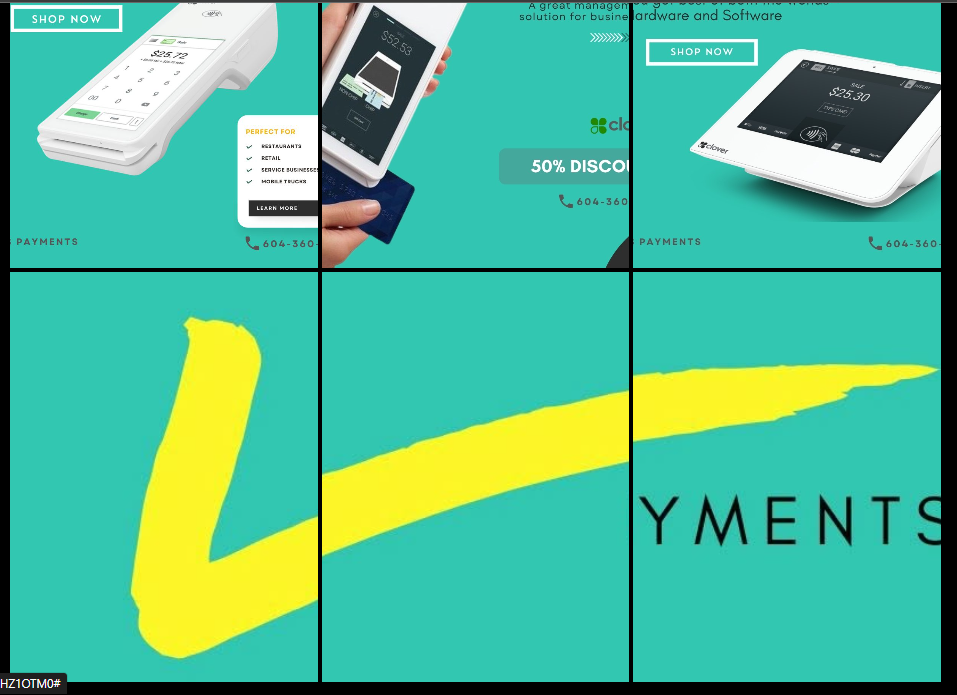 SHOP NOW
$25.72
PERFECT FOR
RESTAURANTS
RETAIL
SERVICE BUSINESSES
MOBILE TRUCKS
LEARN MORE
PAYMENTS
604-360-
A great managem
solution for busine
$52.53
clo
50% DISCOU
604-360
ardware and Software
SHOP NOW
SALE
$25.30
clover
PAYMENTS
604-360-
YMENTS
HZ1OTM0#